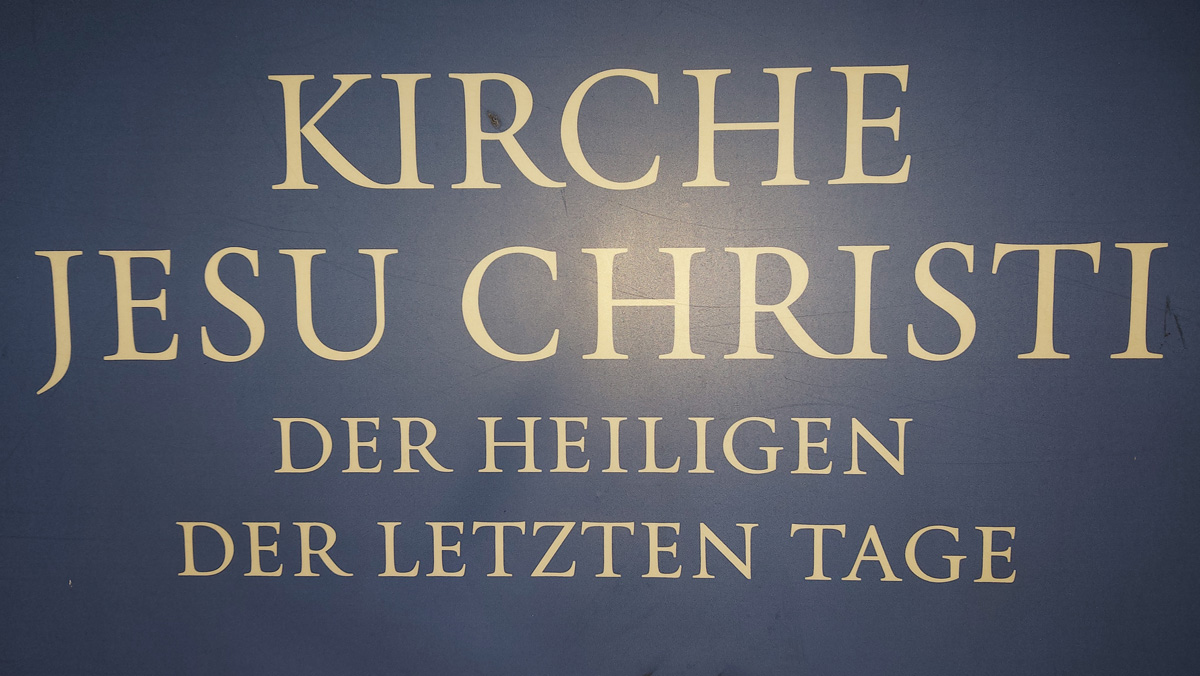 KIRCHE
JESU CHRISTI
DER HEILIGEN
DER LETZTEN TAGE